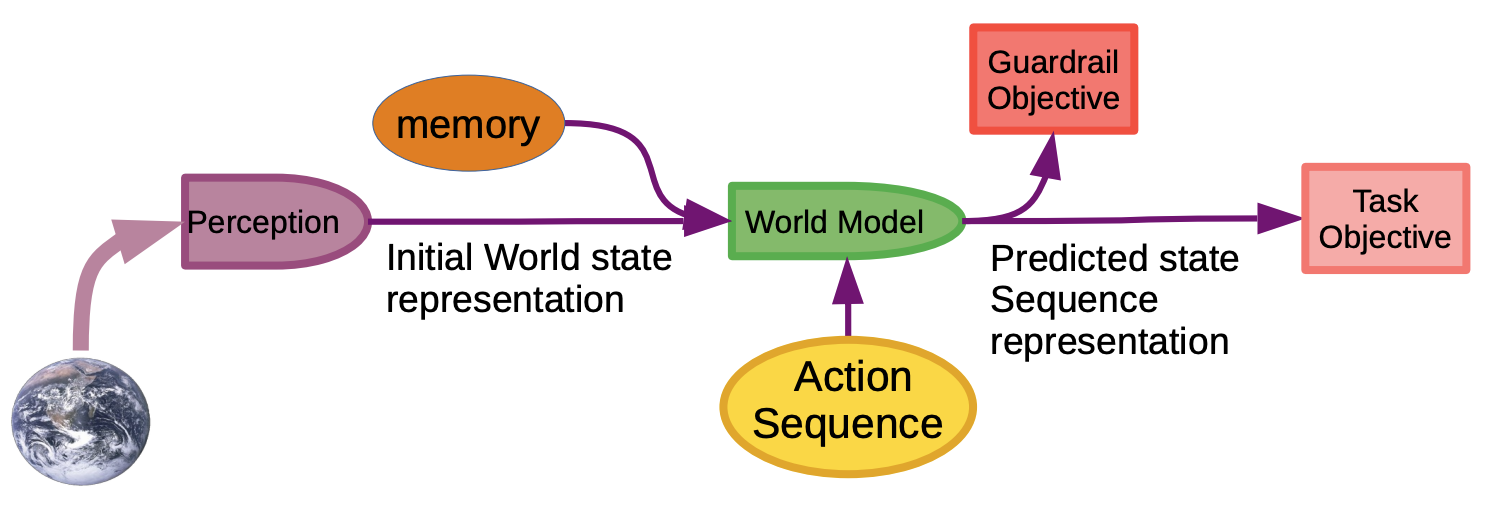 Guardrail
Objective
memory
Perception
World Model
Task
Objective
Initial World state
representation
Predicted state
Sequence
representation
Action
Sequence